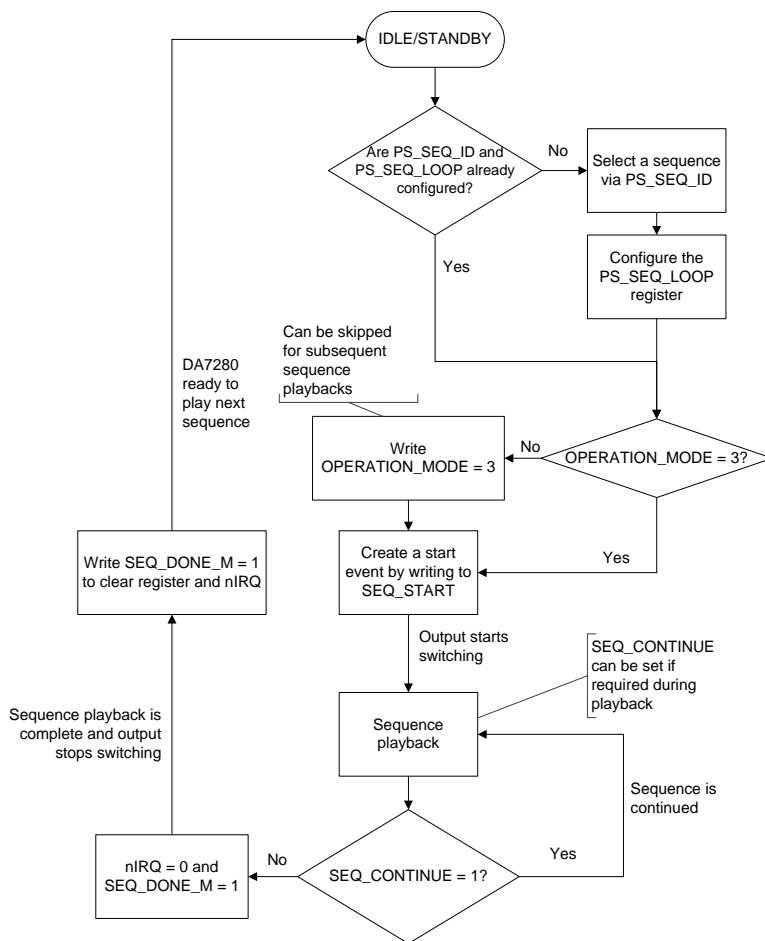 IDLE/STANDBY
Are PS_SEQ_ID and
PS_SEQ_LOOP already
configured?
No
Select a sequence
via PS_SEQ_ID
Yes
Configure the
PS_SEQ_LOOP
register
Can be skipped
for subsequent
sequence
playbacks
DA7280
ready to
play next
sequence
Write
OPERATION_MODE = 3
No
OPERATION_MODE = 3?
Write SEQ_DONE_M = 1
to clear register and nIRQ
Create a start
event by writing to
SEQ_START
Yes
Output starts
switching
SEQ_CONTINUE
can be set if
required during
playback
Sequence playback is
complete and output
stops switching
Sequence
playback
Sequence is
continued
nIRQ = 0 and
SEQ_DONE_M = 1
No
SEQ_CONTINUE = 1?
Yes